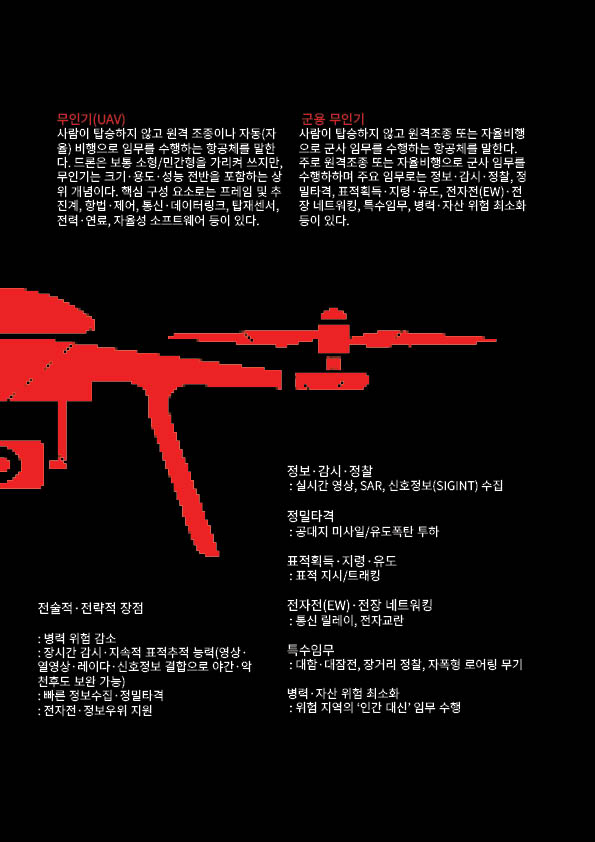 무인기(UAV)
사람이 탑승하지 않고 원격 조종이나 자동(자
율) 비행으로 임무를 수행하는 항공체를 말한
다. 드론은 보통 소형/민간형을 가리켜 쓰지만,
무인기는 크기·용도·성능 전반을 포함하는 상
위 개념이다. 핵심 구성 요소로는 프레임 및 추
진계, 항법·제어, 통신·데이터링크, 탑재센서,
전력·연료, 자율성 소프트웨어 등이 있다.
군용 무인기
사람이 탑승하지 않고 원격조종 또는 자율비행
으로 군사 임무를 수행하는 항공체를 말한다.
주로 원격조종 또는 자율비행으로 군사 임무를
수행하하며 주요 임무로는 정보·감시·정찰, 정
밀타격, 표적획득·지령·유도, 전자전(EW)·전
장 네트워킹, 특수임무, 병력·자산 위험 최소화
등이 있다.
정보·감시·정찰
: 실시간 영상, SAR, 신호정보(SIGINT) 수집
정밀타격
: 공대지 미사일/유도폭탄 투하
표적획득·지령·유도
: 표적 지시/트래킹
전자전(EW)·전장 네트워킹
: 통신 릴레이, 전자교란
특수임무
: 대함·대잠전, 장거리 정찰, 자폭형 로어링 무기
병력·자산 위험 최소화
: 위험 지역의 ‘인간 대신’ 임무 수행
전술적·전략적 장점
: 병력 위험 감소
: 장시간 감시·지속적 표적추적 능력(영상·
열영상·레이다·신호정보 결합으로 야간·악
천후도 보완 가능)
: 빠른 정보수집·정밀타격
: 전자전·정보우위 지원